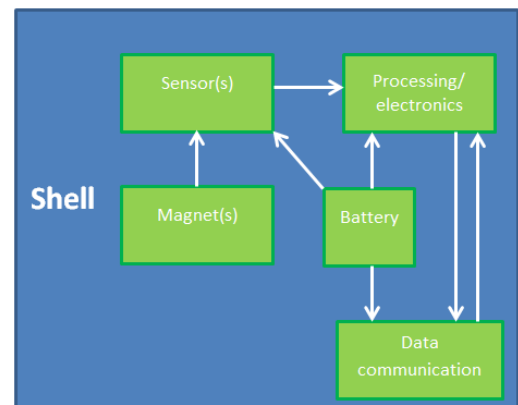 Sensor(s)
Processing/
electronics
Shell
Magnet(s)
Battery
Data
communication